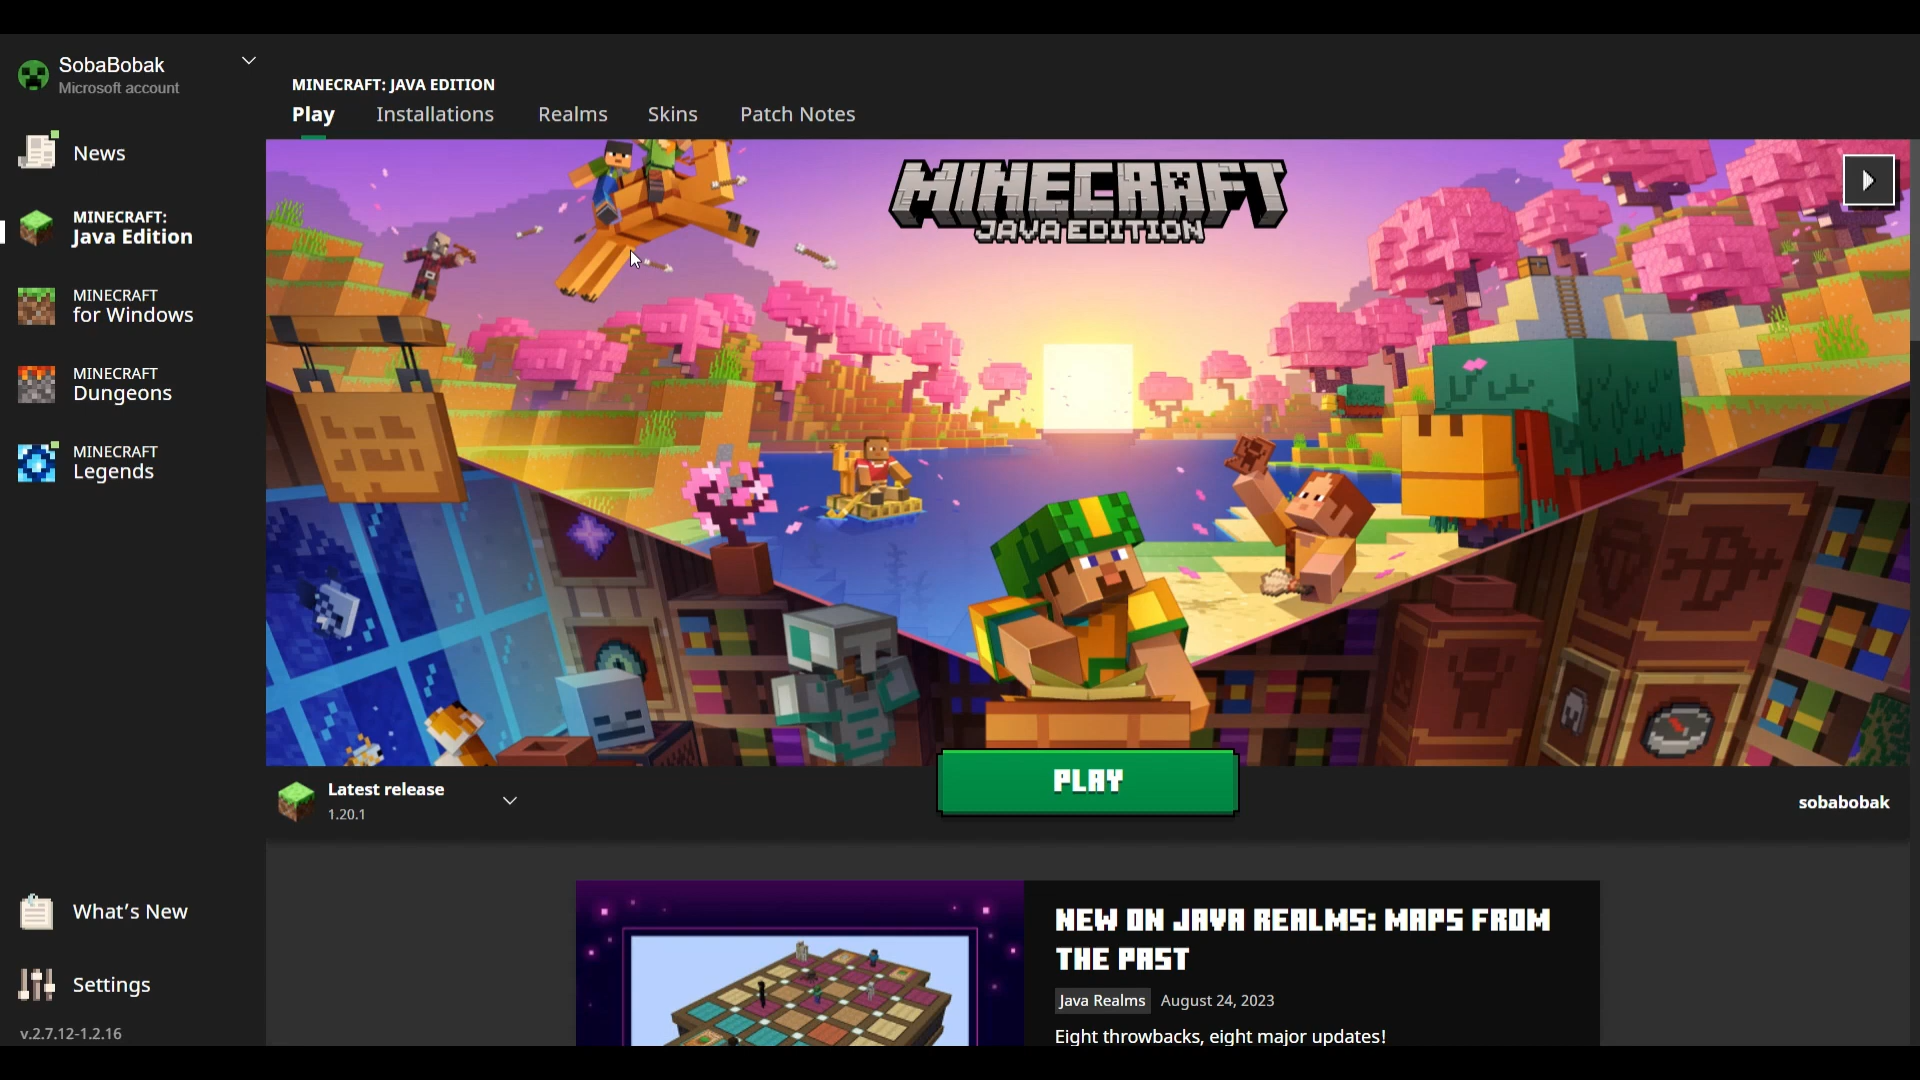 SobaBobak
Microsoft account
News
MINECRAFT:
Java Edition
MINECRAFT
for Windows
MINECRAFT
Dungeons
MINECRAFT
Legends
What's New
Settings
v.2.7.12-1.2.16
MINECRAFT: JAVA EDITION
Play Installations Realms Skins Patch Notes
MINECRAFT
JAVA EDITION
Latest release
1.20.1
PLAY
sobabobak
NEW ON JAVA REALMS: MAPS FROM
THE PAST
Java Realms August 24, 2023
Eight throwbacks, eight major updates!